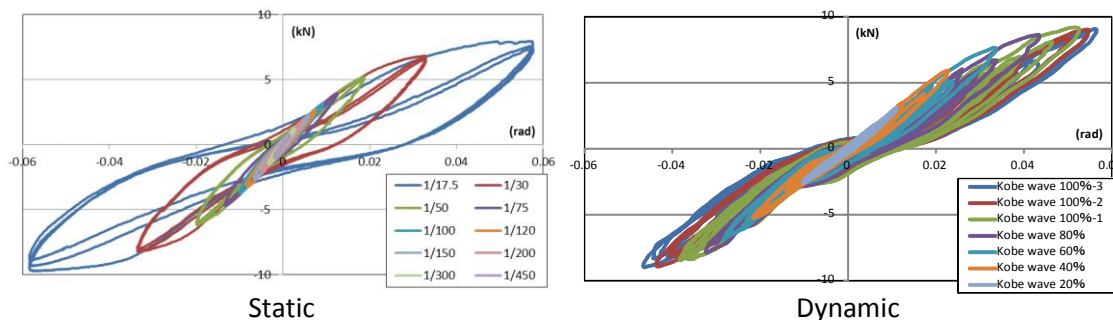 10
(kN)
5
(rad)
0
-0.06 -0.04 -0.02 0 0.02 0.04 0.06
-5
-10
1/17.5 1/30
1/50 1/75
1/100 1/120
1/150 1/200
1/300 1/450
Static
10
(kN)
5
(rad)
0
-0.06 -0.04 -0.02 0 0.02 0.04 0.06
-5
-10
Kobe wave 100%-3
Kobe wave 100%-2
Kobe wave 100%-1
Kobe wave 80%
Kobe wave 60%
Kobe wave 40%
Kobe wave 20%
Dynamic